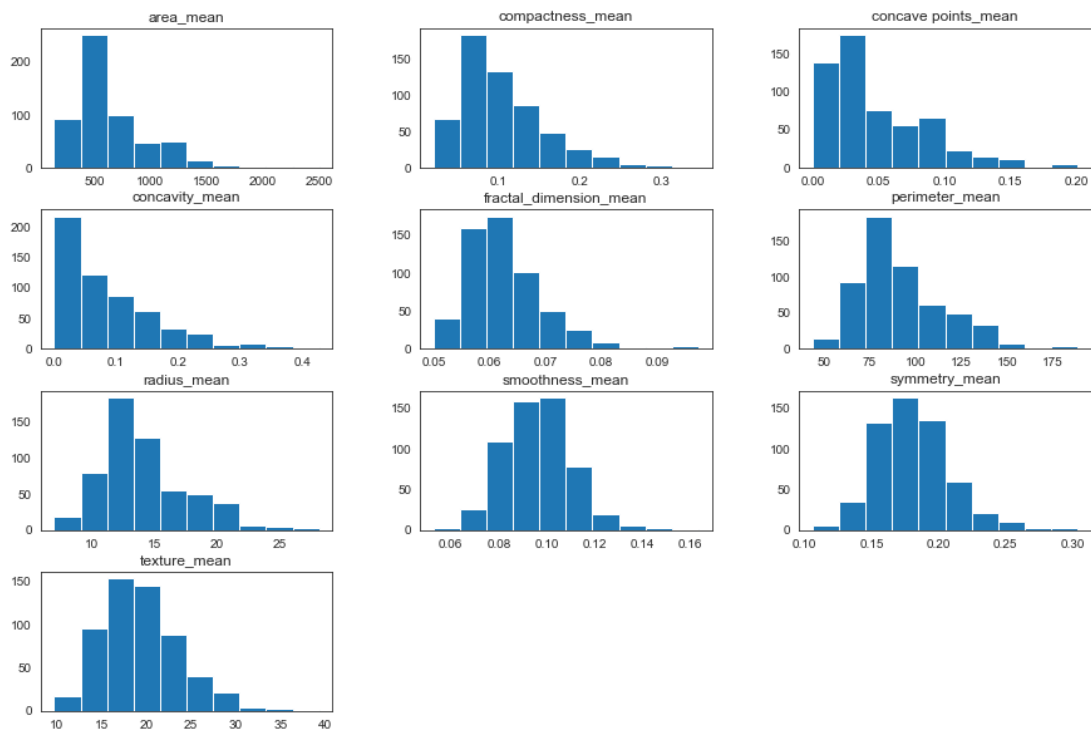 area_mean
200
100
0
500 1000 1500 2000 2500
compactness_mean
150
100
50
0
0.1 0.2 0.3
concave points_mean
150
100
50
0
0.00 0.05 0.10 0.15 0.20
concavity_mean
200
150
100
50
0
0.0 0.1 0.2 0.3 0.4
fractal_dimension_mean
150
100
50
0
0.05 0.06 0.07 0.08 0.09
perimeter_mean
150
100
50
0
50 75 100 125 150 175
radius_mean
150
100
50
0
10 15 20 25
smoothness_mean
150
100
50
0
0.06 0.08 0.10 0.12 0.14 0.16
symmetry_mean
150
100
50
0
0.10 0.15 0.20 0.25 0.30
texture_mean
150
100
50
0
10 15 20 25 30 35 40